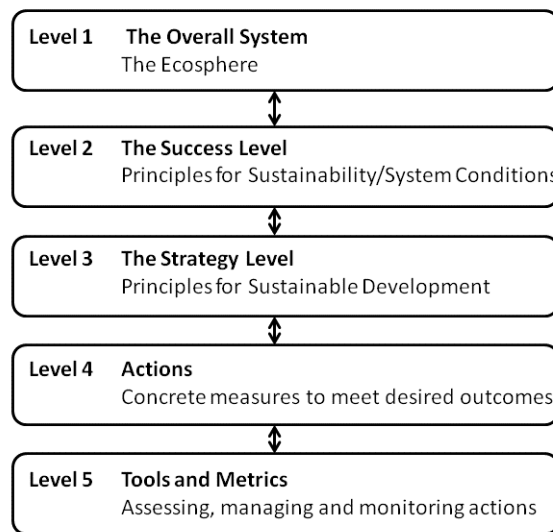 Level 1 The Overall System
The Ecosphere
Level 2 The Success Level
Principles for Sustainability/System Conditions
Level 3 The Strategy Level
Principles for Sustainable Development
Level 4 Actions
Concrete measures to meet desired outcomes
Level 5 Tools and Metrics
Assessing, managing and monitoring actions